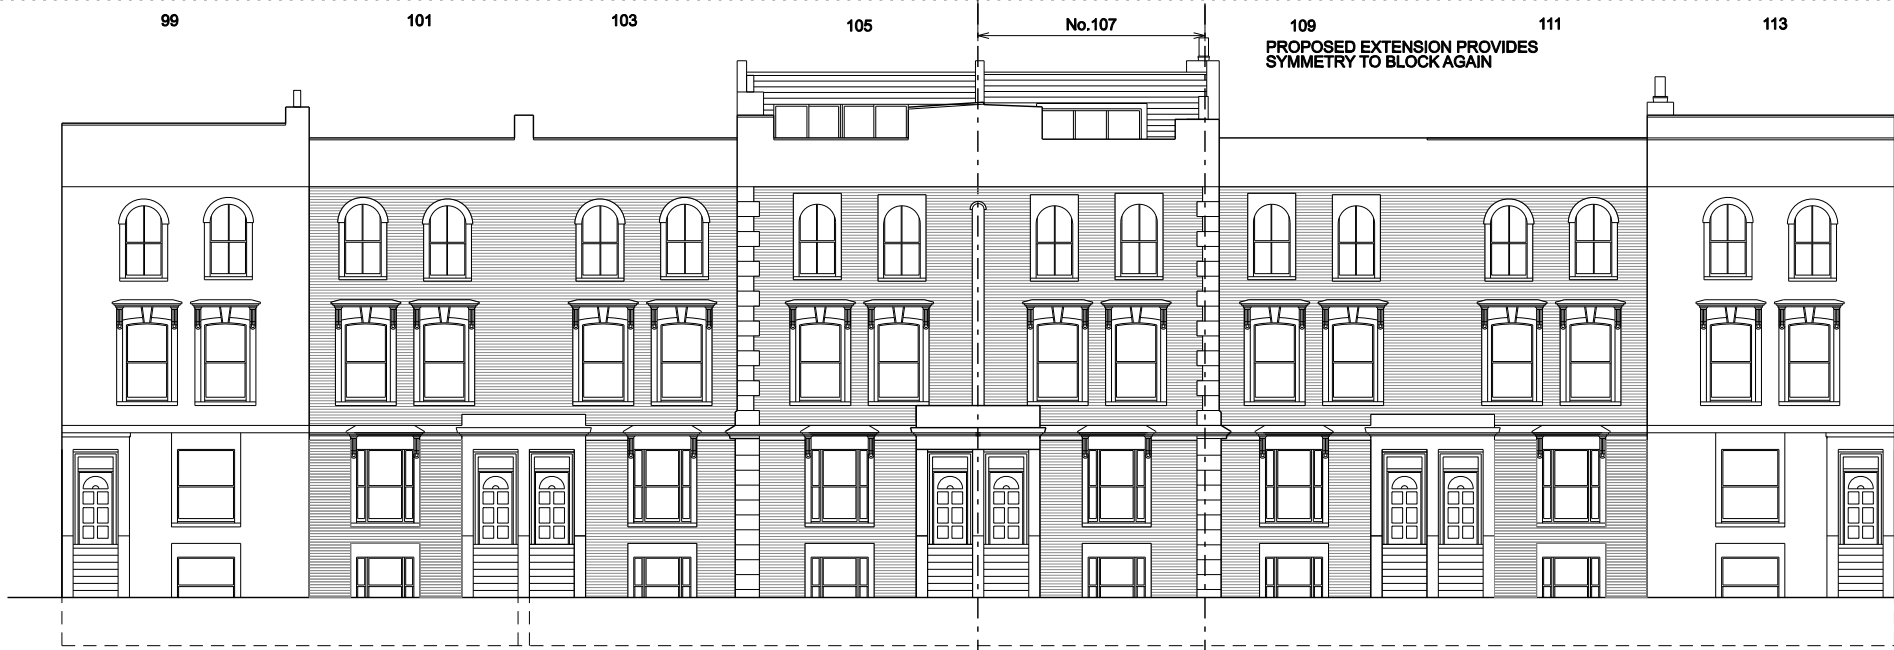 99
101
103
105
No.107
109
111
113
PROPOSED EXTENSION PROVIDES
SYMMETRY TO BLOCK AGAIN